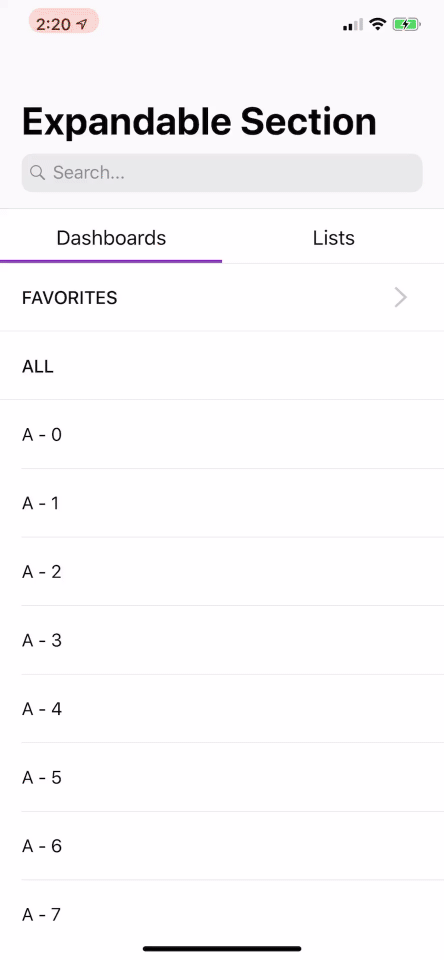 2:20
Expandable Section
Search...
Dashboards Lists
FAVORITES
ALL
A - 0
A - 1
A - 2
A - 3
A - 4
A - 5
A - 6
A - 7